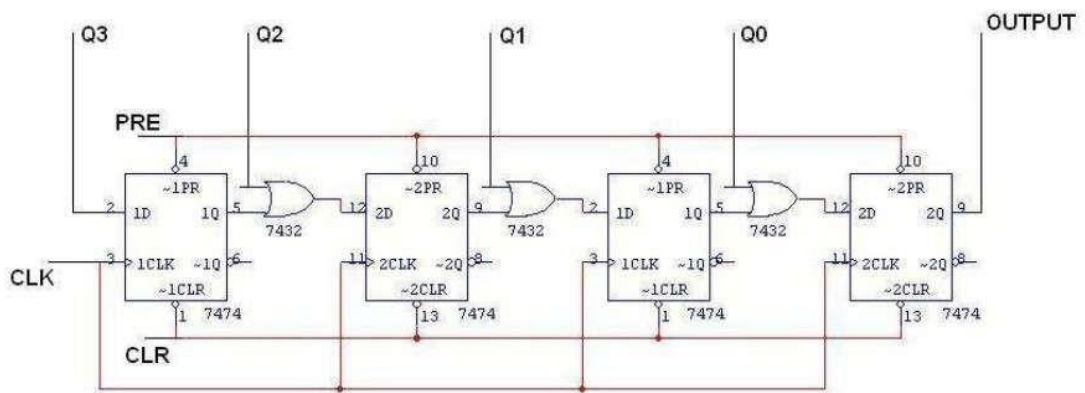 Q3 Q2 Q1 Q0 OUTPUT
PRE
4 10 4 10
~1PR ~2PR ~1PR ~2PR
2 1D 1Q 5 12 2D 2Q 9 2 1D 1Q 5 12 2D 2Q 9
7432 7432 7432
3 1CLK ~1Q 6 11 2CLK ~2Q 8 3 1CLK ~1Q 6 11 2CLK ~2Q 8
CLK
~1CLR ~2CLR ~1CLR ~2CLR
1 7474 13 7474 1 7474 13 7474
CLR